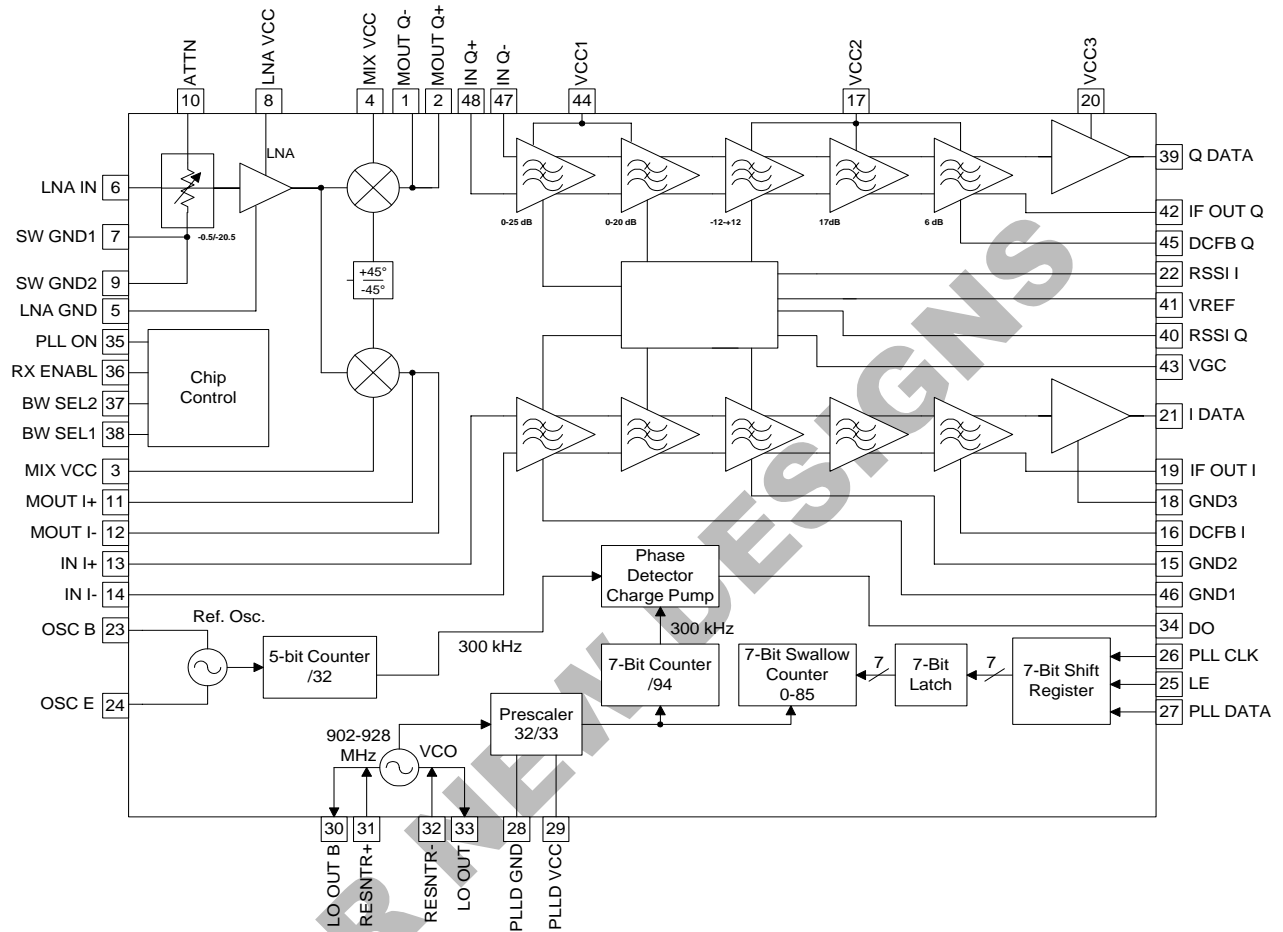 ATTN
LNA VCC
MIX VCC
MOUT Q-
MOUT Q+
IN Q+
IN Q-
VCC1
VCC2
VCC3
10
8
4
1
2
48
47
44
17
20
LNA
LNA IN 6
-0.5/-20.5
SW GND1 7
SW GND2 9
LNA GND 5
PLL ON 35
RX ENABL 36
BW SEL2 37
BW SEL1 38
Chip
Control
MIX VCC 3
MOUT I+ 11
MOUT I- 12
IN I+ 13
IN I- 14
OSC B 23
OSC E 24
+45°
-45°
0-25 dB
0-20 dB
-12-+12
17dB
6 dB
39 Q DATA
42 IF OUT Q
45 DCFB Q
22 RSSI I
41 VREF
40 RSSI Q
43 VGC
21 I DATA
19 IF OUT I
18 GND3
16 DCFB I
15 GND2
46 GND1
34 DO
26 PLL CLK
25 LE
27 PLL DATA
Ref. Osc.
5-bit Counter
/32
300 kHz
Phase
Detector
Charge Pump
300 kHz
7-Bit Counter
/94
7-Bit Swallow
Counter
0-85
7
7-Bit
Latch
7
7-Bit Shift
Register
Prescaler
32/33
902-928
MHz
VCO
30
31
32
33
28
29
LO OUT B
RESNTR+
RESNTR-
LO OUT
PLLD GND
PLLD VCC
R NEW DESIGNS